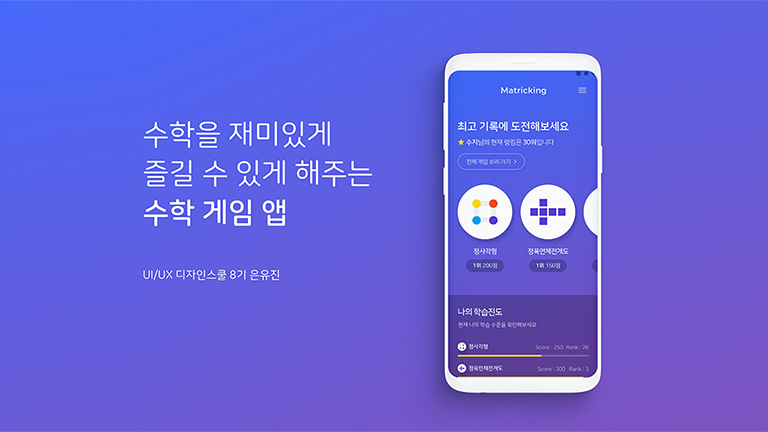 수학을 재미있게
즐길 수 있게 해주는
수학 게임 앱
UI/UX 디자인스쿨 8기 은유진
Matricking
최고 기록에 도전해보세요
수지님의 현재 랭킹은 30위입니다
전체 게임 보러 가기 >
정사각형
정육면체전개도
1위 200점
1위 150점
나의 학습진도
현재 나의 학습 수준을 확인해보세요
정사각형 Score : 250 Rank : 26
정육면체전개도 Score : 300 Rank : 3